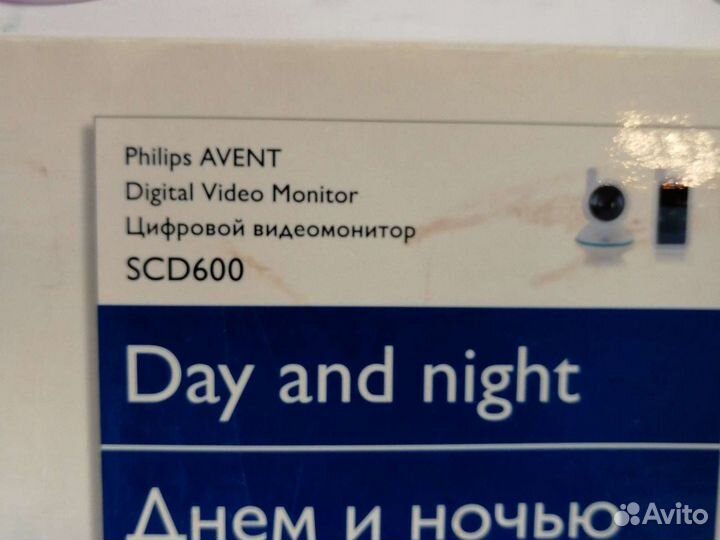 Philips AVENT
Digital Video Monitor
Цифровой видеомонитор
SCD600
Day and night
Днем и ночью
Avito